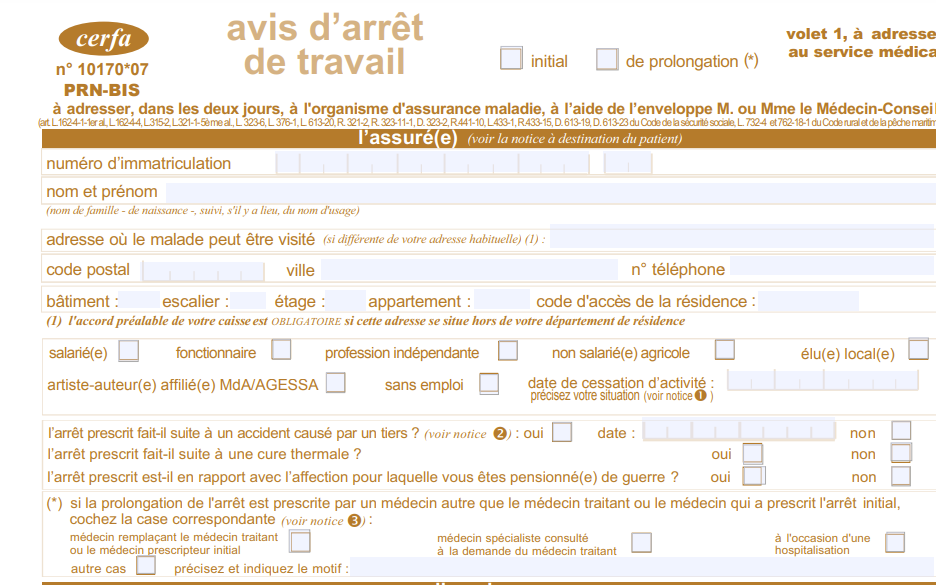 cerfa
n° 10170*07
PRN-BIS
avis d’arrêt
de travail
initial
de prolongation (*)
volet 1, à adresse
au service médica
à adresser, dans les deux jours, à l'organisme d'assurance maladie, à l’aide de l’enveloppe M. ou Mme le Médecin-Conseil
(art. L.162-4-1-1er al., L.162-4-4, L.315-2, L.321-1-5ème al., L. 323-6, L. 376-1, L. 613-20, R. 321-2, R. 323-11-1, D. 323-2, R.441-10, L.433-1, R.433-15, D. 613-19, D. 613-23 du Code de la sécurité sociale, L. 732-4 et 762-18-1 du Code rural et de la pêche maritim
l’assuré(e) (voir la notice à destination du patient)
numéro d’immatriculation
nom et prénom
(nom de famille - de naissance -, suivi, s'il y a lieu, du nom d'usage)
adresse où le malade peut être visité (si différente de votre adresse habituelle) (1) :
code postal ville n° téléphone
bâtiment : escalier : étage : appartement : code d'accès de la résidence :
(1) l'accord préalable de votre caisse est OBLIGATOIRE si cette adresse se situe hors de votre département de résidence
salarié(e) fonctionnaire profession indépendante non salarié(e) agricole élu(e) local(e)
artiste-auteur(e) affilié(e) MdA/AGESSA sans emploi date de cessation d’activité :
précisez votre situation (voir notice 1 )
l’arrêt prescrit fait-il suite à un accident causé par un tiers ? (voir notice 2) : oui date : non
l’arrêt prescrit fait-il suite à une cure thermale ? oui non
l’arrêt prescrit est-il en rapport avec l’affection pour laquelle vous êtes pensionné(e) de guerre ? oui non
(*) si la prolongation de l'arrêt est prescrite par un médecin autre que le médecin traitant ou le médecin qui a prescrit l'arrêt initial,
cochez la case correspondante (voir notice 3) :
médecin remplaçant le médecin traitant
ou le médecin prescripteur initial
médecin spécialiste consulté
à la demande du médecin traitant
à l'occasion d'une
hospitalisation
autre cas précisez et indiquez le motif :